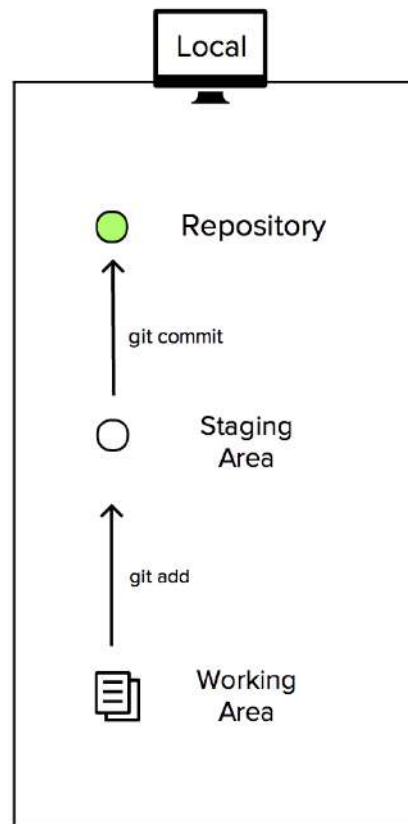 Local
Repository
git commit
Staging
Area
git add
Working
Area